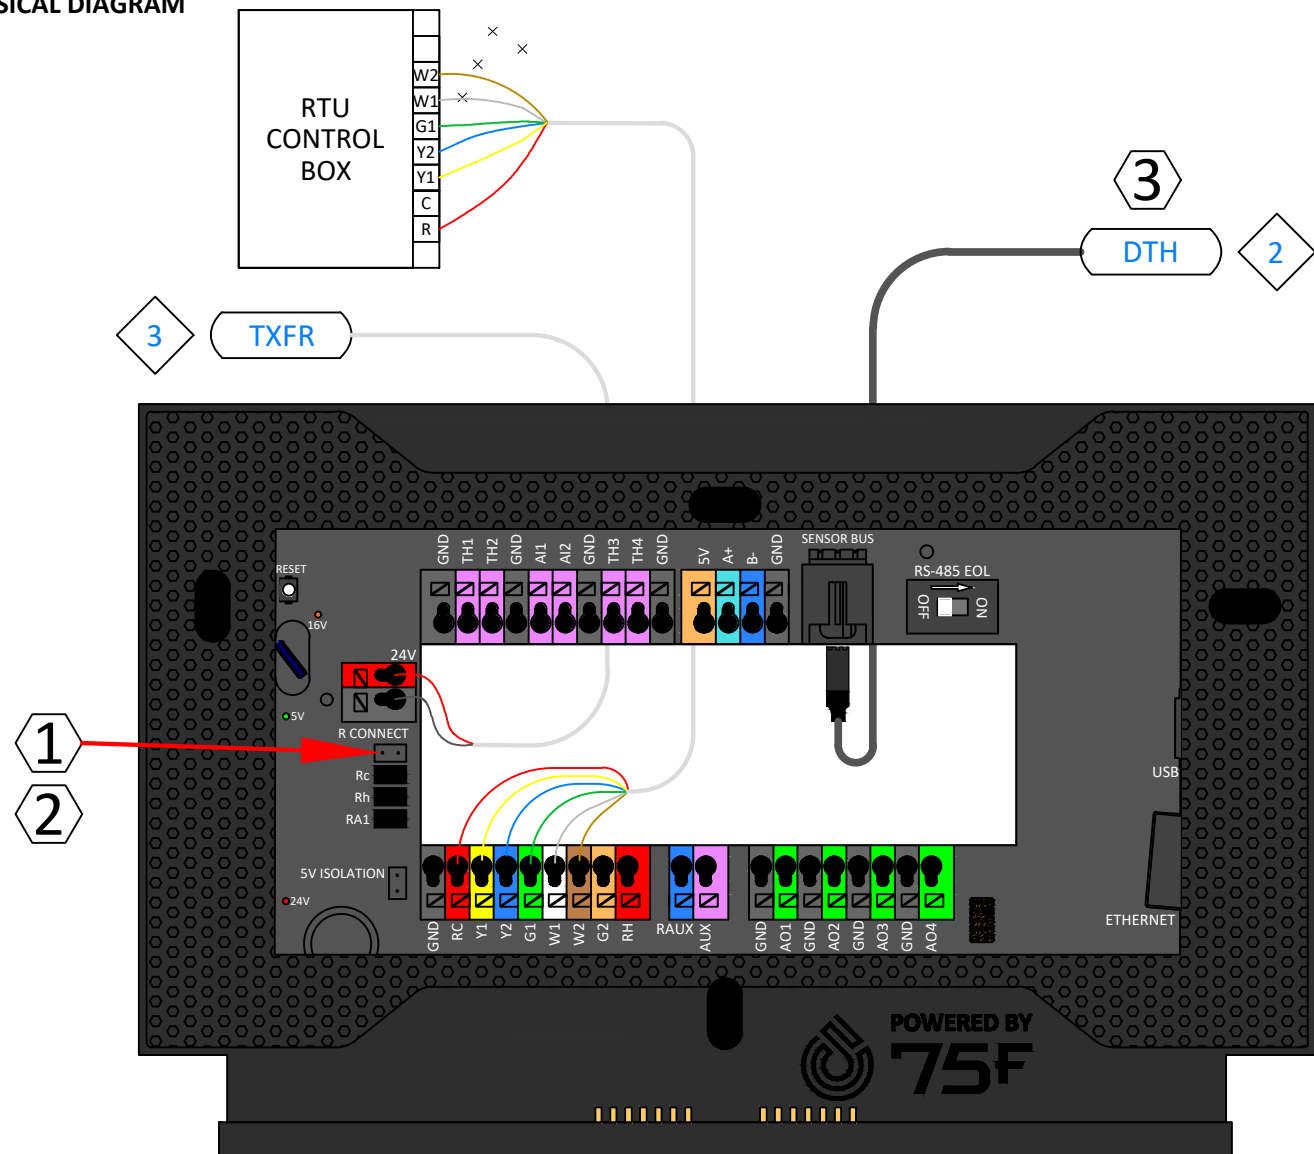 SICAL DIAGRAM
W2
W1
G1
Y2
Y1
C
R
RTU
CONTROL
BOX
3
DTH
2
3
TXFR
GND
TH1
TH2
GND
AI1
AI2
GND
TH3
TH4
GND
5V
A+
B-
GND
SENSOR BUS
RS-485 EOL
OFF
ON
RESET
16V
24V
5V
R CONNECT
Rc
Rh
RA1
1
2
5V ISOLATION
24V
USB
ETHERNET
GND
RC
Y1
Y2
G1
W1
W2
G2
RH
RAUX
AUX
GND
AO1
GND
AO2
GND
AO3
GND
AO4
POWERED BY
75F